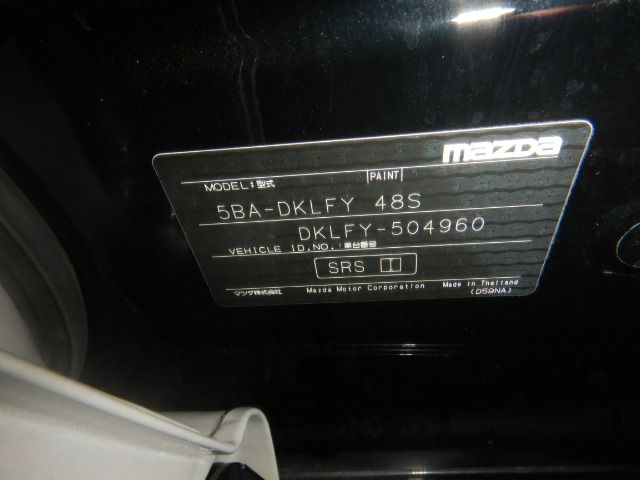 mazda
MODEL:型式 PAINT
5BA-DKLFY 48S
DKLFY-504960
VEHICLE ID.NO.:車台番号
SRS
マツダ株式会社 Mazda Motor Corporation Made in Thailand
(D59NA)